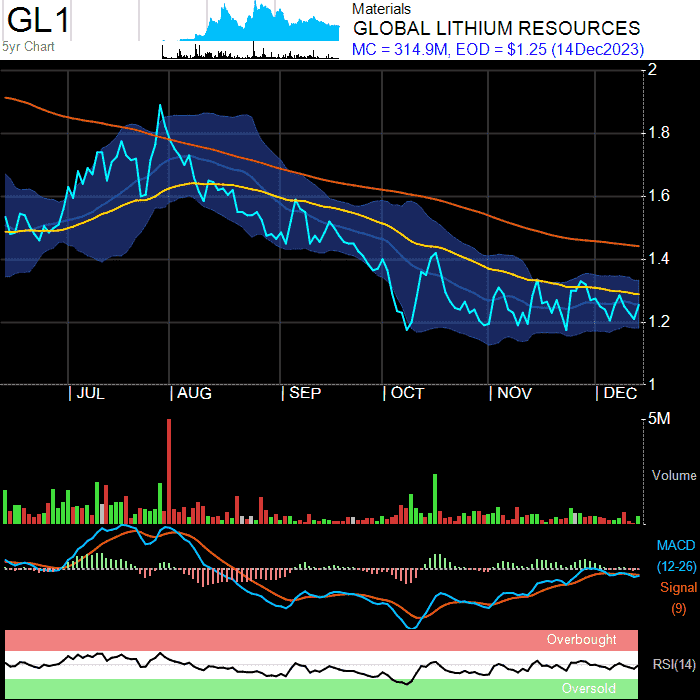 GL1
5yr Chart
Materials
GLOBAL LITHIUM RESOURCES
MC = 314.9M, EOD = $1.25 (14Dec2023)
2
1.8
1.6
1.4
1.2
1
| JUL | AUG | SEP | OCT | NOV | DEC
5M
Volume
MACD
(12-26)
Signal
(9)
Overbought
RSI(14)
Oversold